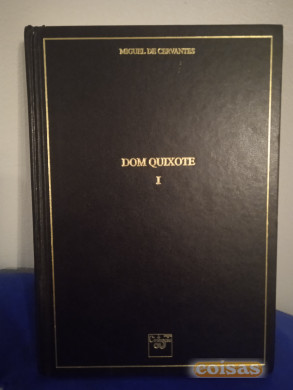 MIGUEL DE CERVANTES
DOM QUIXOTE
I
coisas